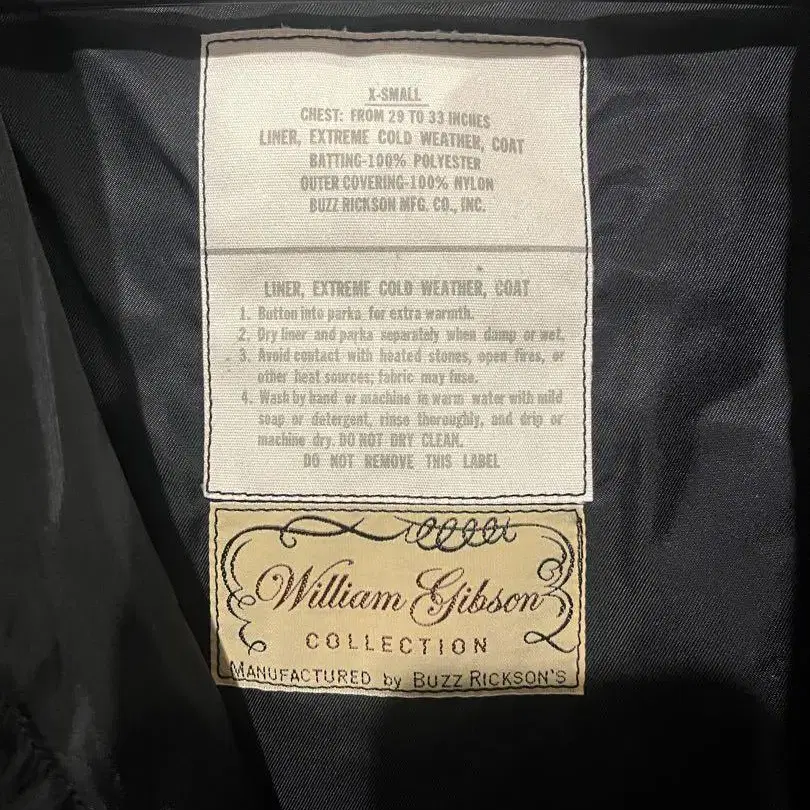 X-SMALL
CHEST: FROM 29 TO 33 INCHES
LINER, EXTREME COLD WEATHER, COAT
BATTING-100% POLYESTER
OUTER COVERING-100% NYLON
BUZZ RICKSON MFG. CO., INC.
LINER, EXTREME COLD WEATHER, COAT
1. Button into parka for extra warmth.
2. Dry liner and parka separately when damp or wet.
3. Avoid contact with heated stones, open fires, or
other heat sources; fabric may fuse.
4. Wash by hand or machine in warm water with mild
soap or detergent, rinse thoroughly, and drip or
machine dry. DO NOT DRY CLEAN.
DO NOT REMOVE THIS LABEL
William Gibson
COLLECTION
MANUFACTURED by BUZZ RICKSON'S